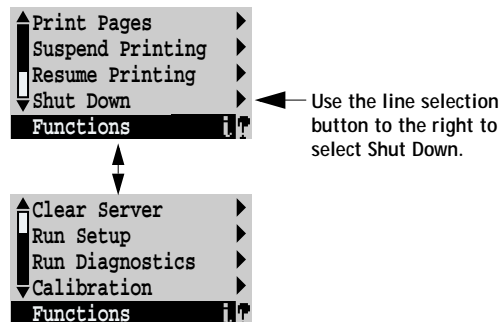 Print Pages
Suspend Printing
Resume Printing
Shut Down
Functions
Use the line selection
button to the right to
select Shut Down.
Clear Server
Run Setup
Run Diagnostics
Calibration
Functions